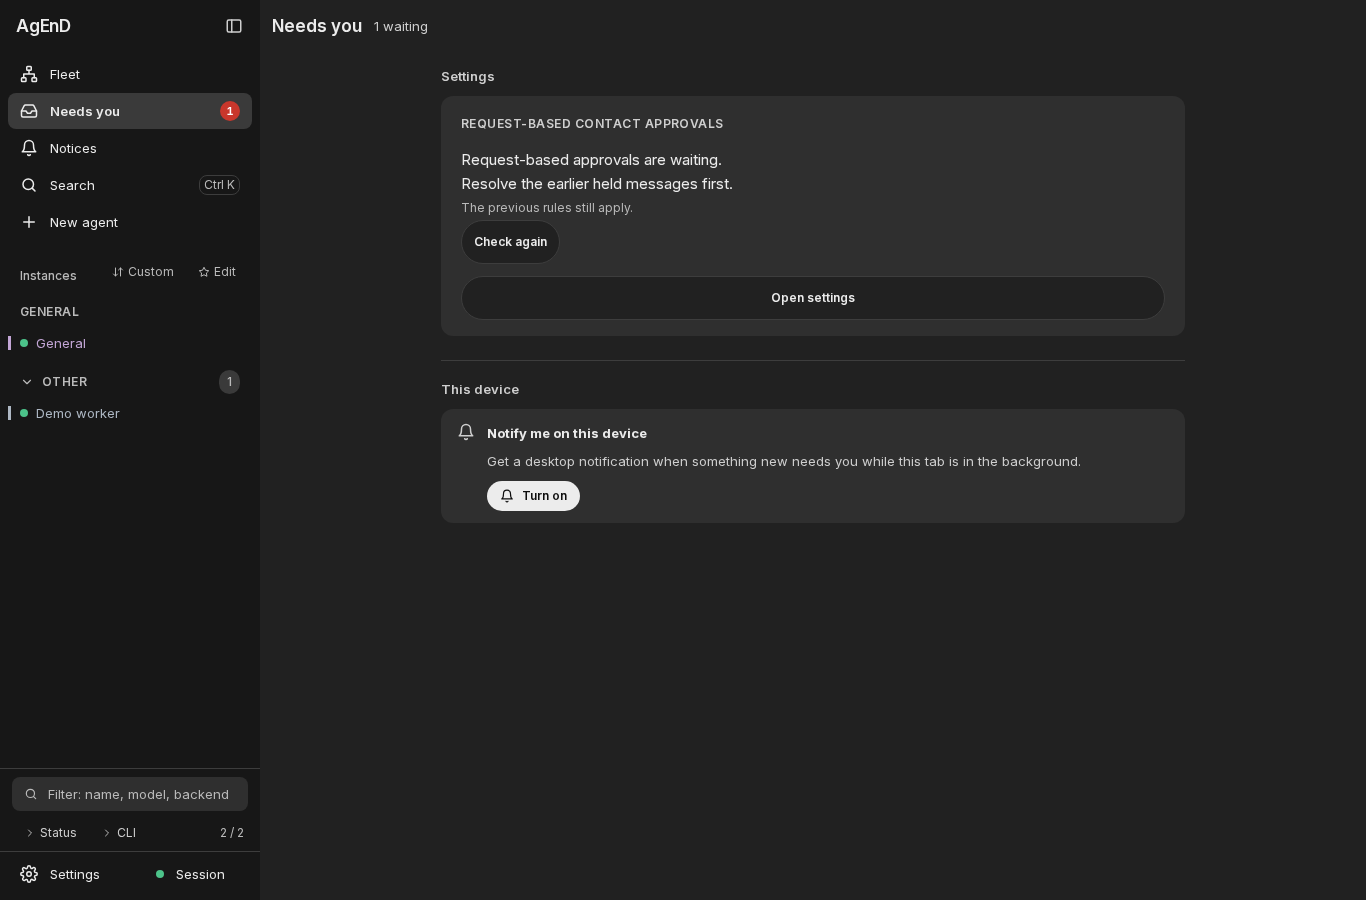 AgEnD
Fleet
Needs you 1
Notices
Search Ctrl K
New agent
Instances Custom Edit
GENERAL
General
OTHER 1
Demo worker
Filter: name, model, backend
Status CLI 2 / 2
Settings Session
Needs you 1 waiting
Settings
REQUEST-BASED CONTACT APPROVALS
Request-based approvals are waiting.
Resolve the earlier held messages first.
The previous rules still apply.
Check again
Open settings
This device
Notify me on this device
Get a desktop notification when something new needs you while this tab is in the background.
Turn on